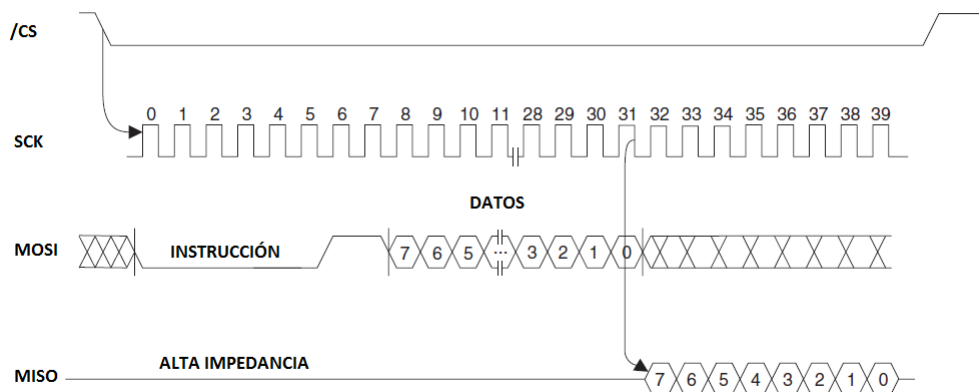 /CS
0 1 2 3 4 5 6 7 8 9 10 11 28 29 30 31 32 33 34 35 36 37 38 39
SCK
DATOS
MOSI INSTRUCCIÓN 7 6 5 ... 3 2 1 0
ALTA IMPEDANCIA
MISO 7 6 5 4 3 2 1 0